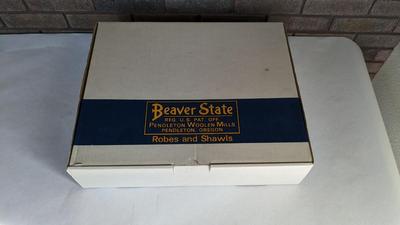 Beaver State
REG. U.S. PAT. OFF.
PENDLETON WOOLEN MILLS
PENDLETON, OREGON
Robes and Shawls